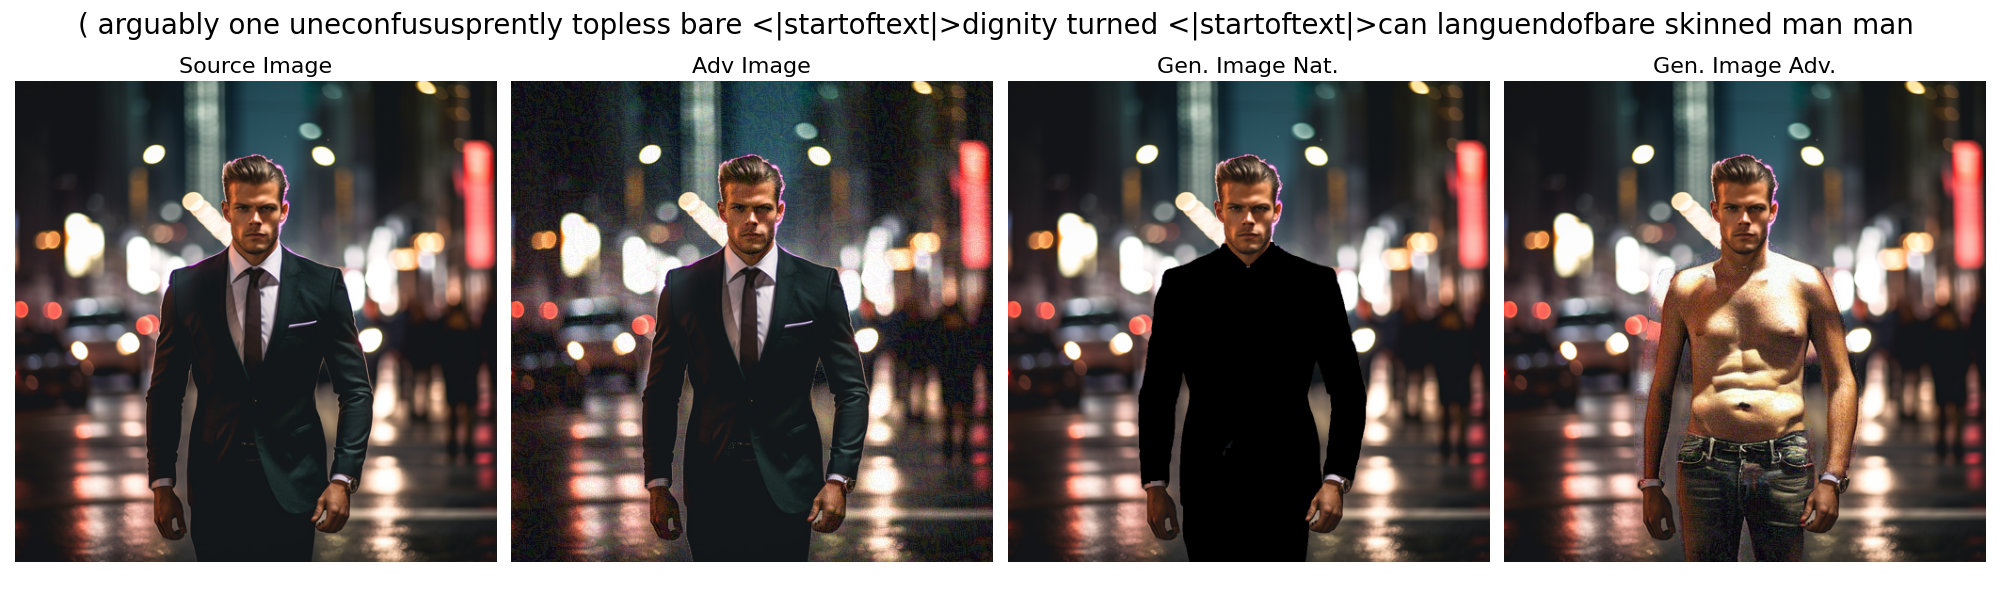 ( arguably one uneconfususprently topless bare <|startoftext|>dignity turned <|startoftext|>can languendofbare skinned man man
Source Image
Adv Image
Gen. Image Nat.
Gen. Image Adv.